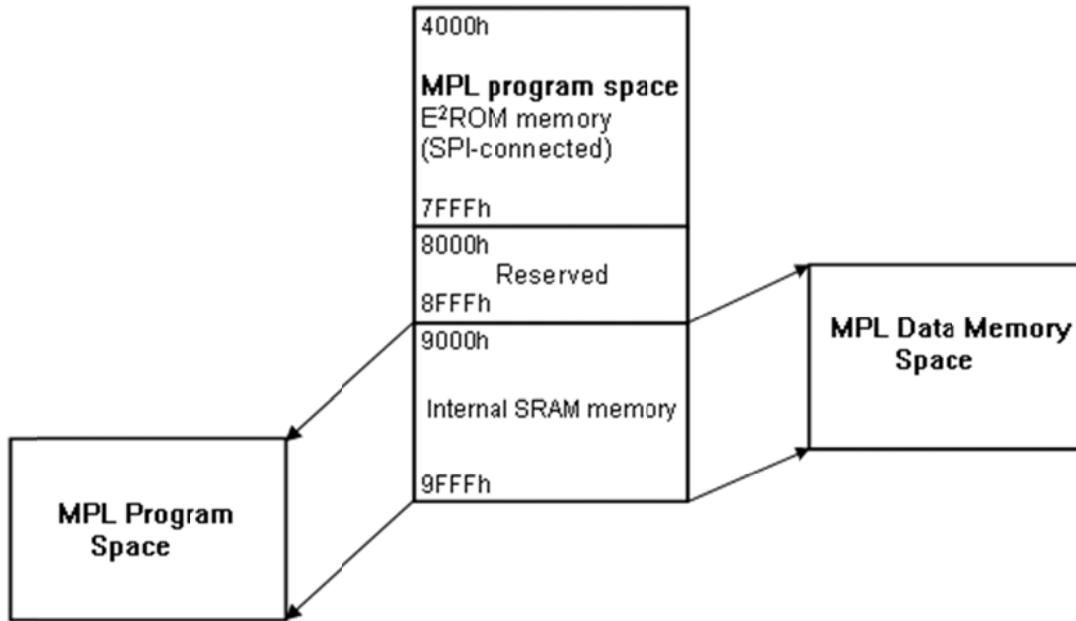 4000h
MPL program space
E²ROM memory
(SPI-connected)
7FFFh
8000h
Reserved
8FFFh
9000h
Internal SRAM memory
9FFFh
MPL Data Memory
Space
MPL Program
Space